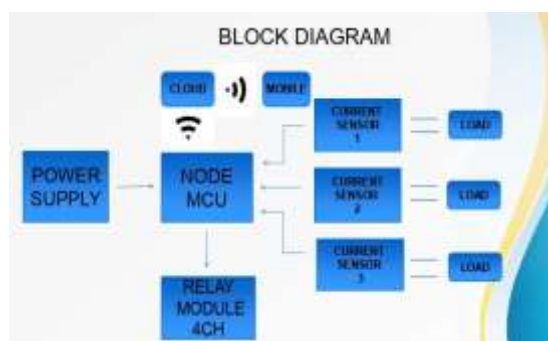 BLOCK DIAGRAM
CLOUD
MOBILE
CURRENT
SENSOR
1
LOAD
POWER
SUPPLY
NODE
MCU
CURRENT
SENSOR
2
LOAD
CURRENT
SENSOR
3
LOAD
RELAY
MODULE
4CH